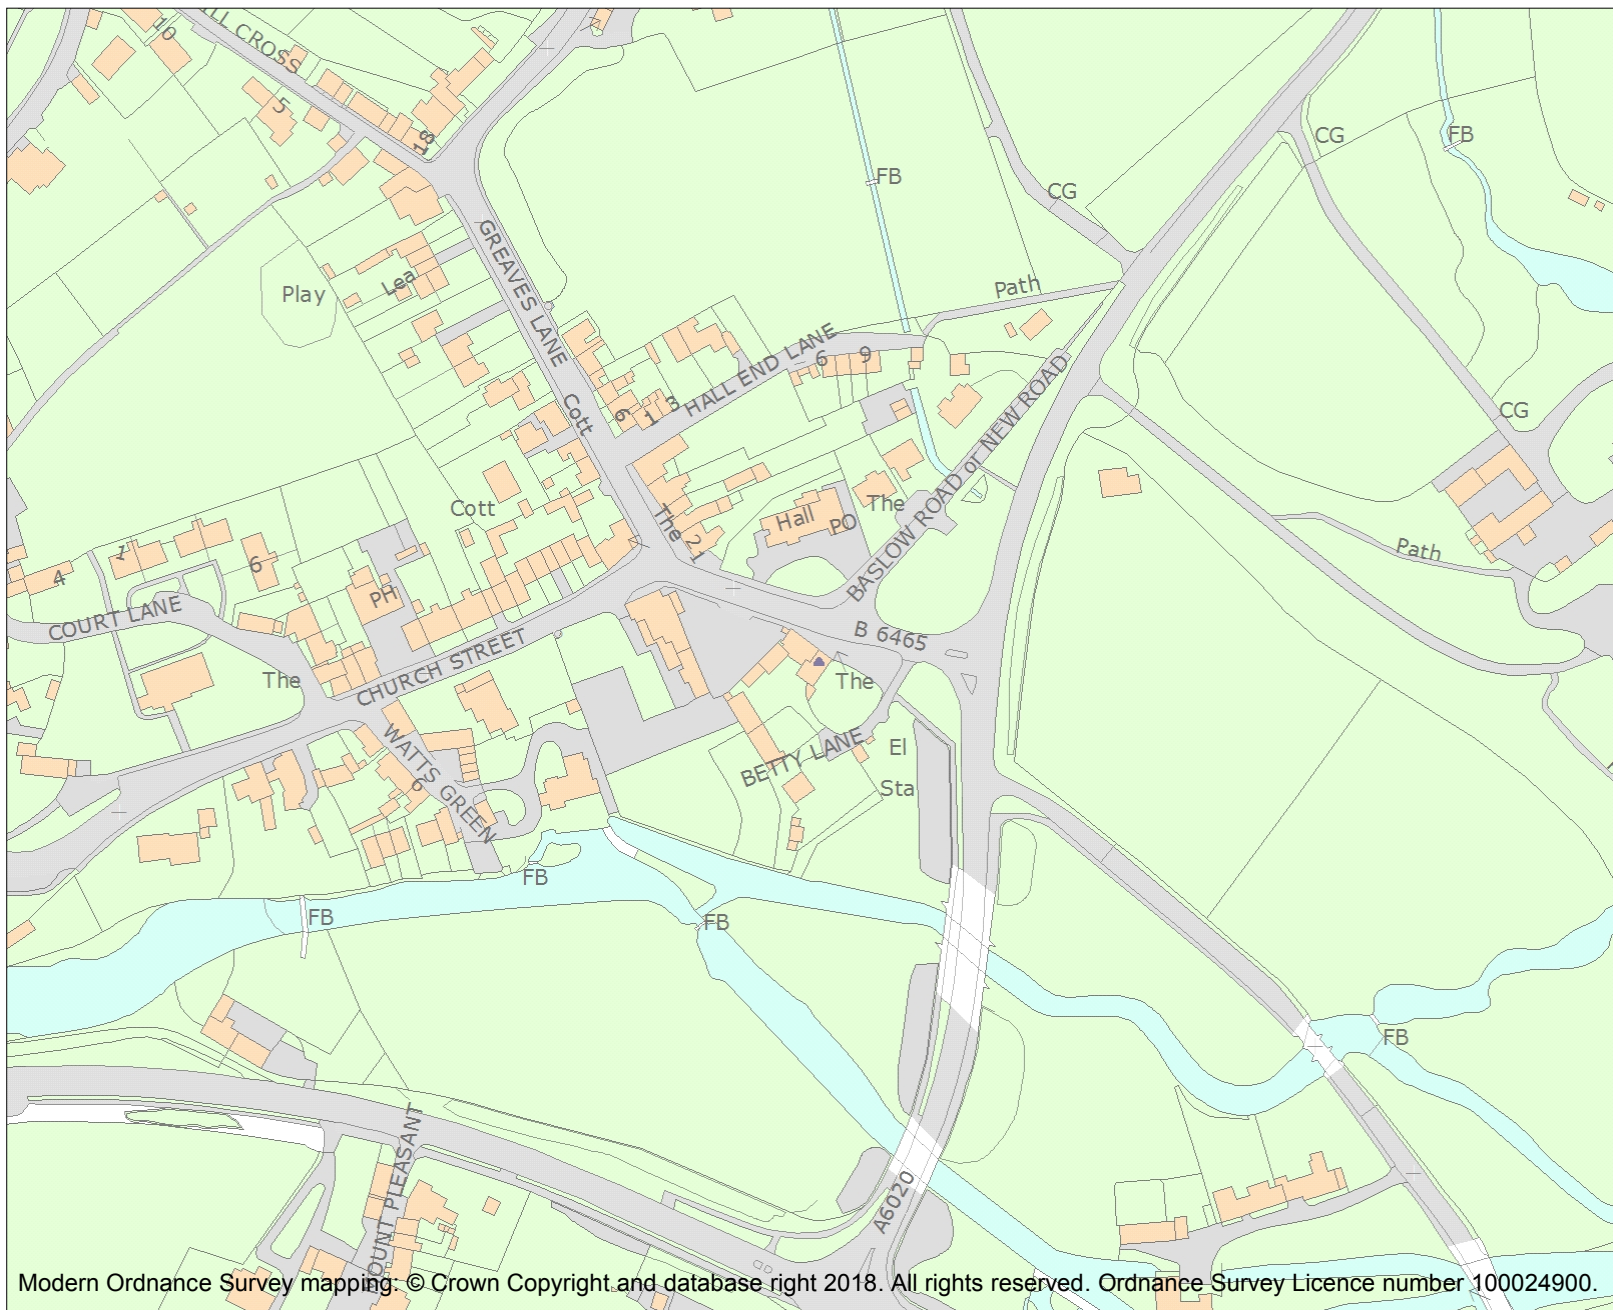 10
ILL CROSS
5
18
CG
FB
FB
CG
GREAVES LANE
Lea
Play
Path
HALL END LANE
6
9
Cott
6
1
3
BASLOW ROAD or NEW ROAD
CG
Cott
The
21
Hall
PO
The
Path
1
4
6
PH
COURT LANE
B 6465
CHURCH STREET
The
The
WATTS GREEN
6
BETTY LANE
El
Sta
FB
FB
FB
FB
MOUNT PLEASANT
A6020
Modern Ordnance Survey mapping: © Crown Copyright and database right 2018. All rights reserved. Ordnance Survey Licence number 100024900.